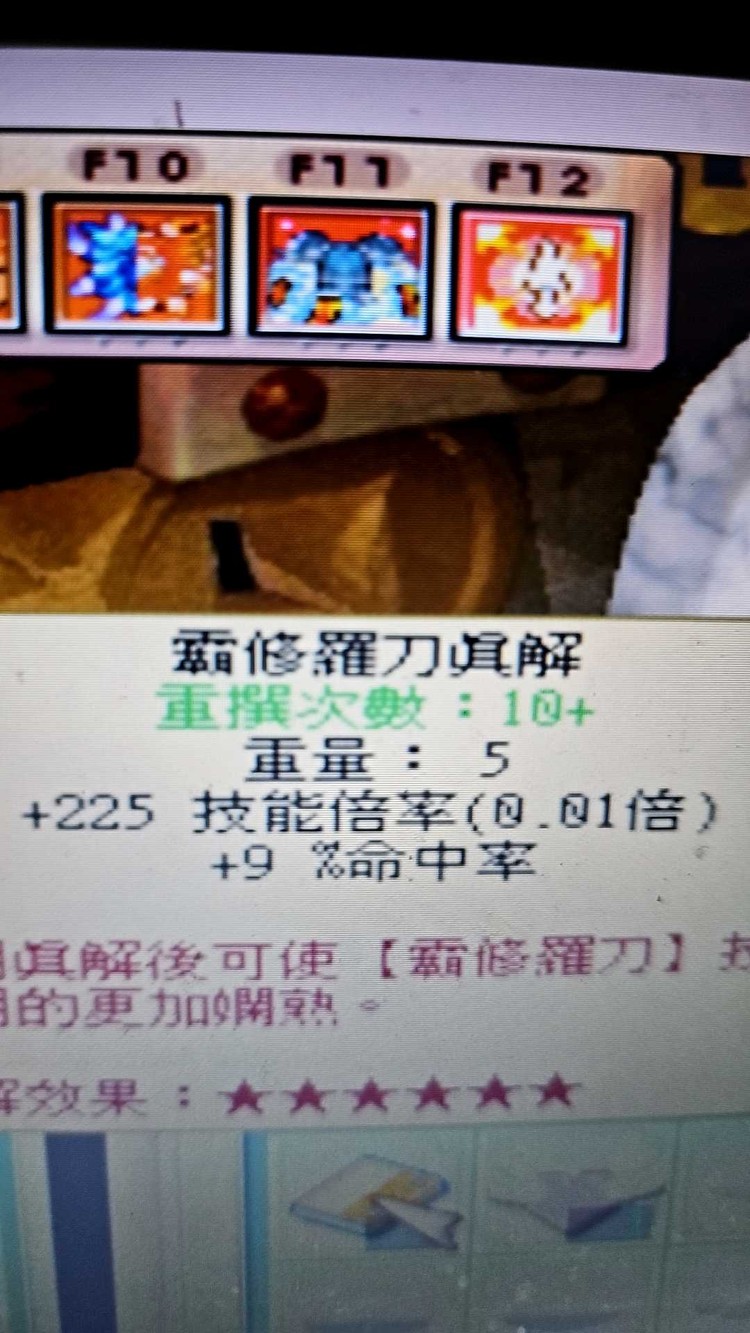 F10 F11 F12
霸修羅刀真解
重撰次數：10+
重量： 5
+225 技能倍率(0.01倍)
+9 %命中率
真解後可使【霸修羅刀】
的更加嫻熟。
解效果：★★★★★★